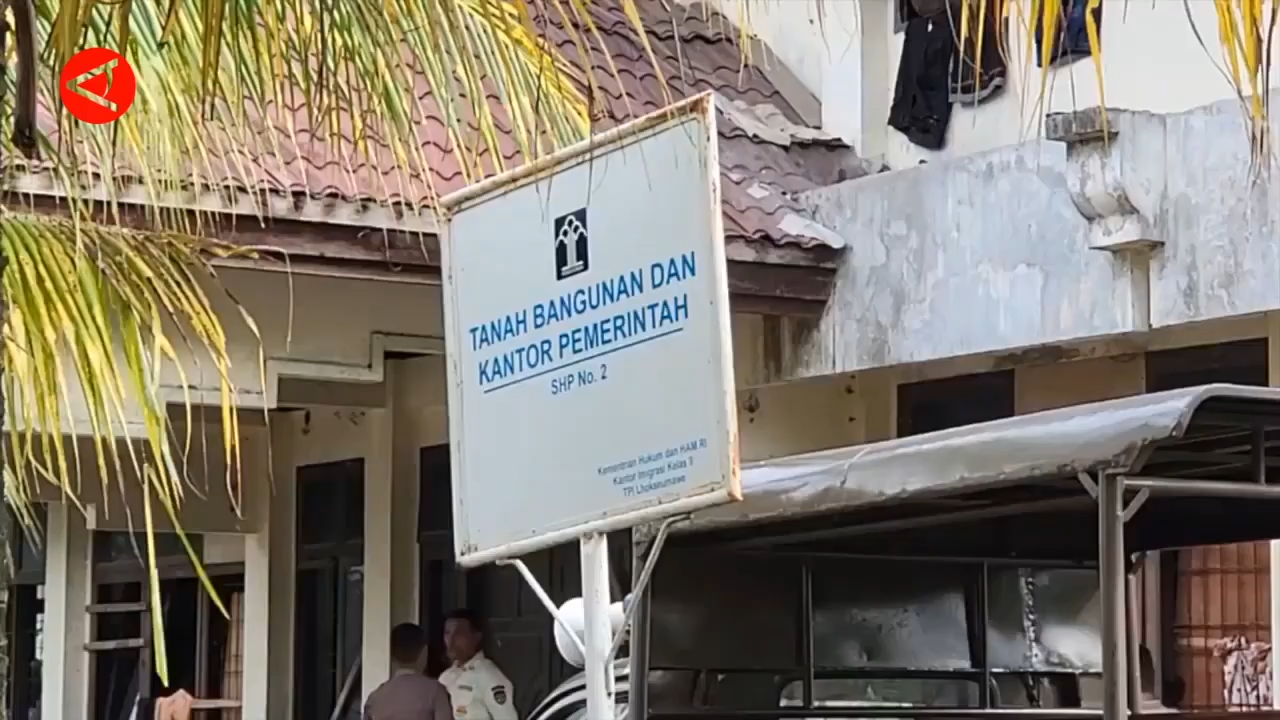 TANAH BANGUNAN DAN
KANTOR PEMERINTAH
SHP No. 2
Kementrian Hukum dan HAM RI
Kantor Imigrasi Kelas II
TPI Lhokseumawe